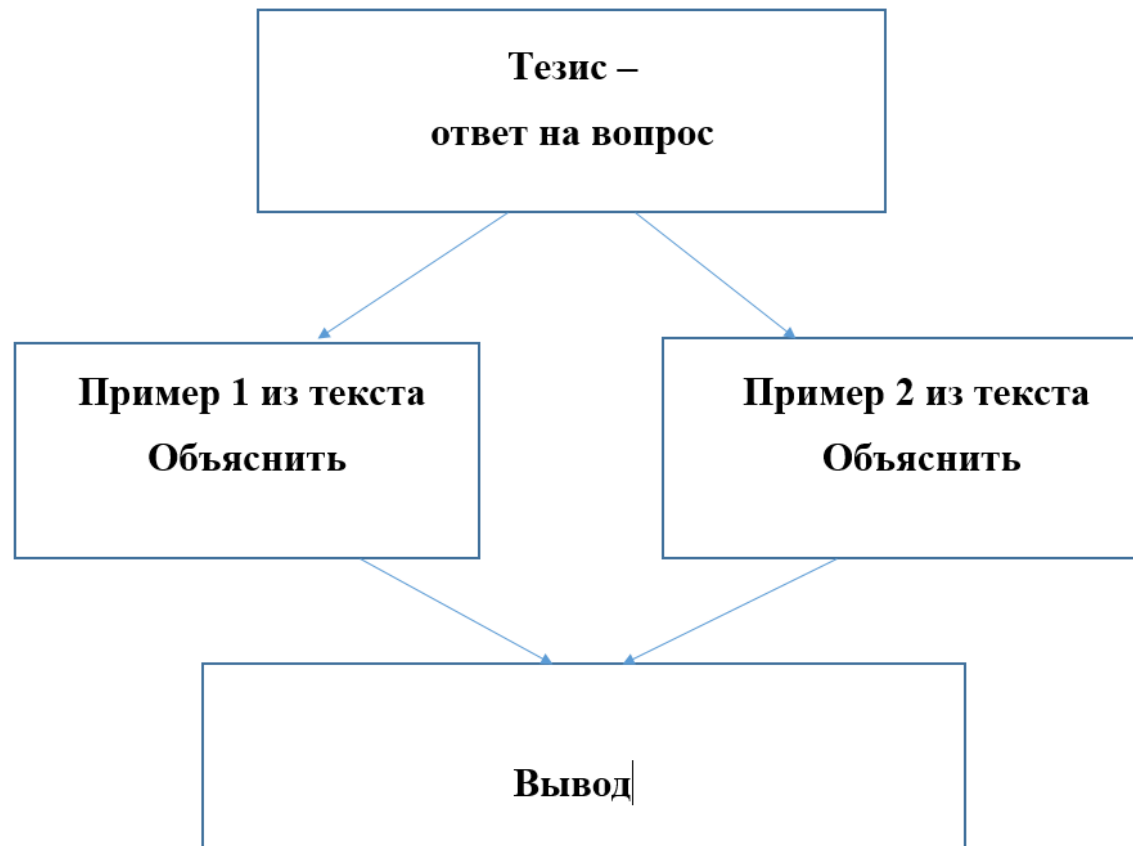 Тезис –
ответ на вопрос
Пример 1 из текста
Объяснить
Пример 2 из текста
Объяснить
Вывод